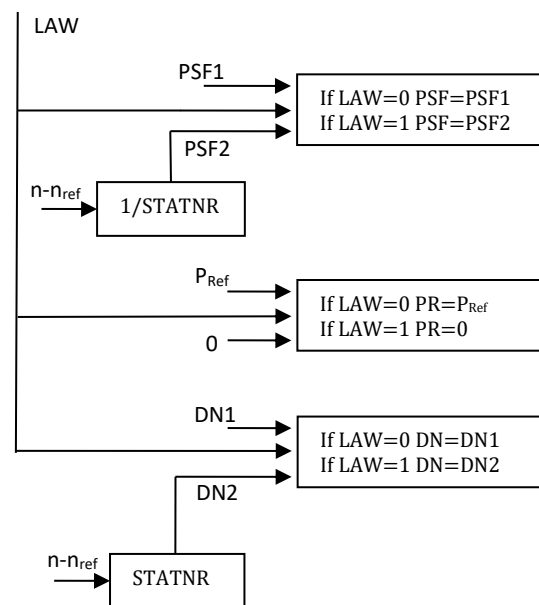 LAW
PSF1
If LAW=0 PSF=PSF1
If LAW=1 PSF=PSF2
PSF2
n-nref
1/STATNR
PRef
If LAW=0 PR=PRef
If LAW=1 PR=0
0
DN1
If LAW=0 DN=DN1
If LAW=1 DN=DN2
DN2
n-nref
STATNR